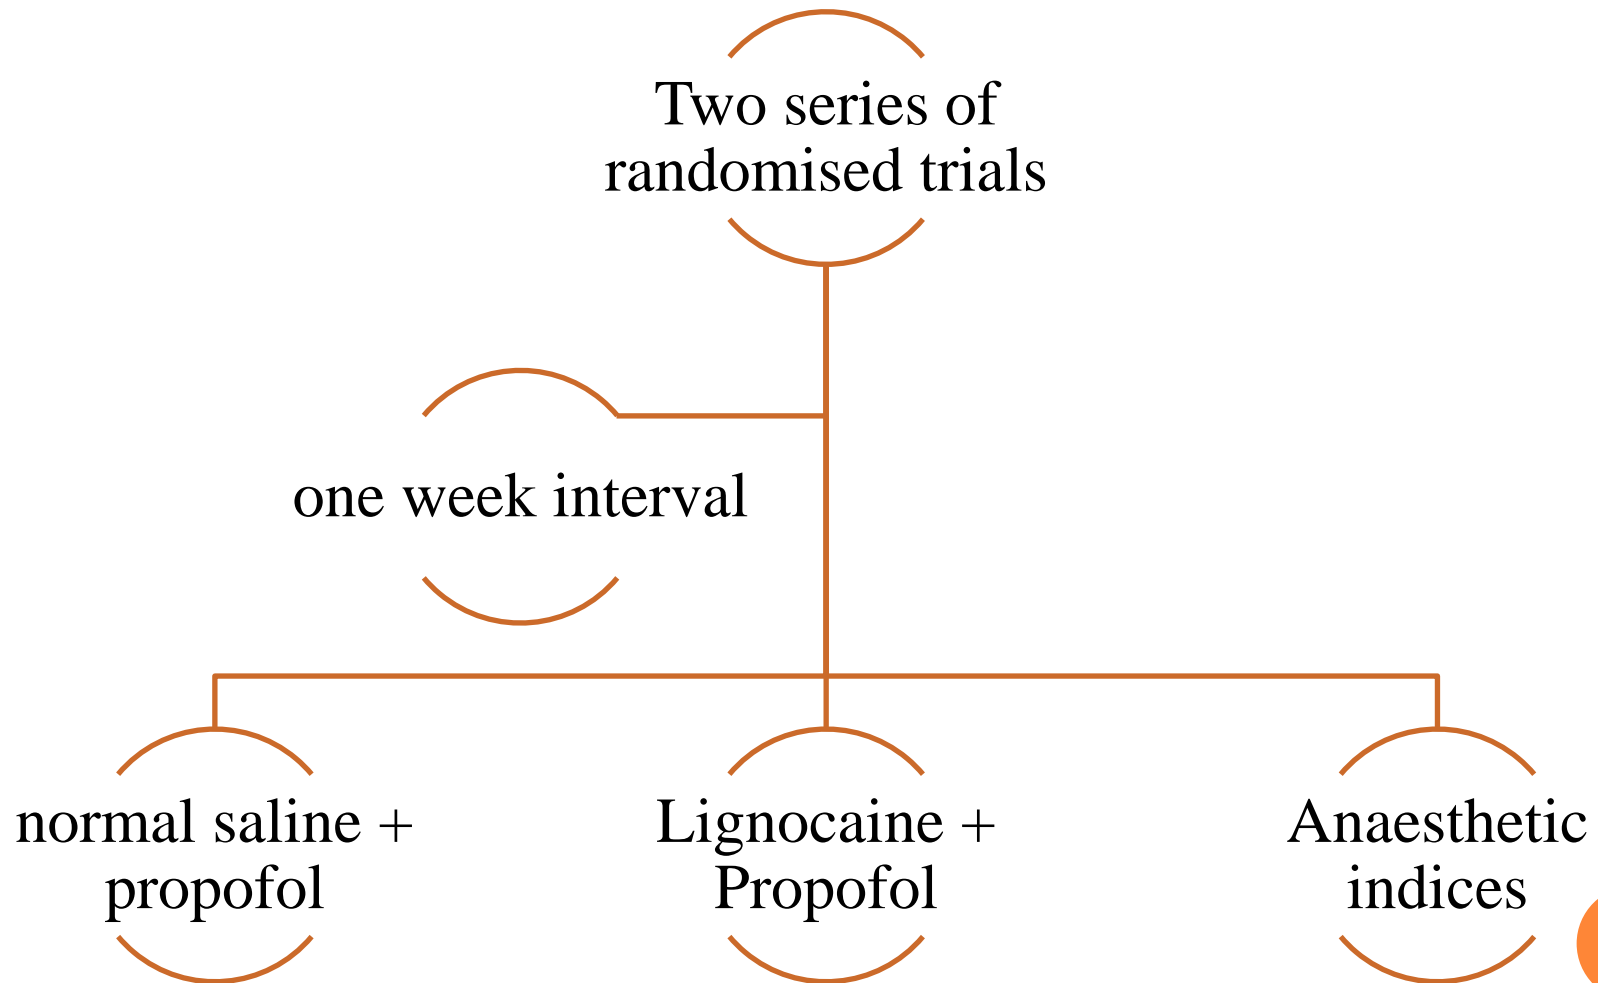 Two series of
randomised trials
one week interval
normal saline +
propofol
Lignocaine +
Propofol
Anaesthetic
indices